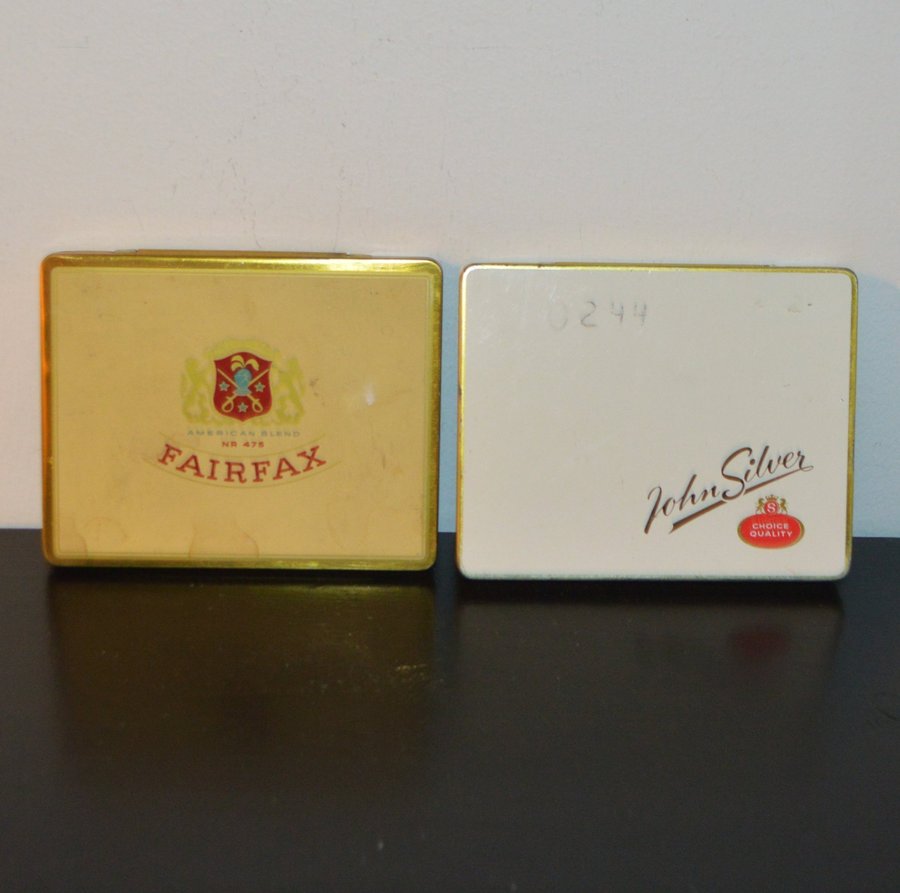 AMERICAN BLEND
NR 475
FAIRFAX
0244
John Silver
S
CHOICE
QUALITY